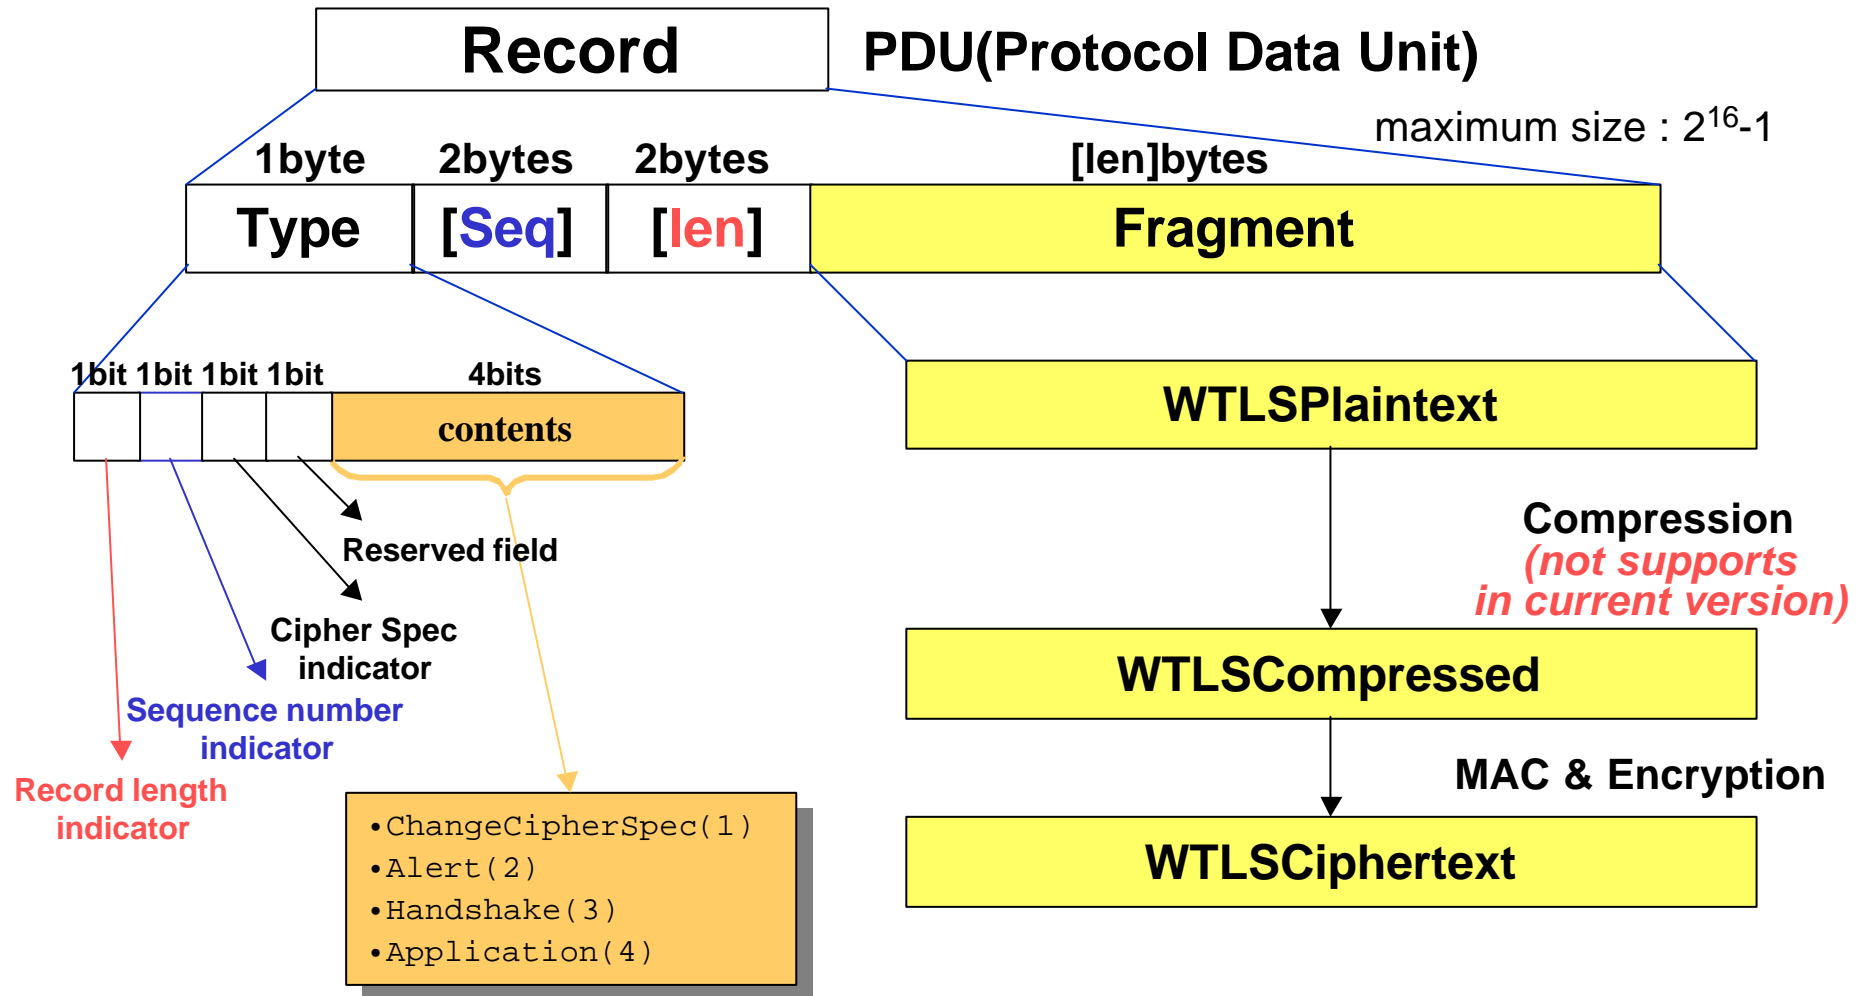 Record
PDU(Protocol Data Unit)
maximum size : 2¹⁶-1
1byte 2bytes 2bytes [len]bytes
Type [Seq] [len] Fragment
1bit 1bit 1bit 1bit 4bits
contents
Reserved field
Cipher Spec
indicator
Sequence number
indicator
Record length
indicator
•ChangeCipherSpec(1)
•Alert(2)
•Handshake(3)
•Application(4)
WTLSPlaintext
Compression
(not supports
in current version)
WTLSCompressed
MAC & Encryption
WTLSCiphertext